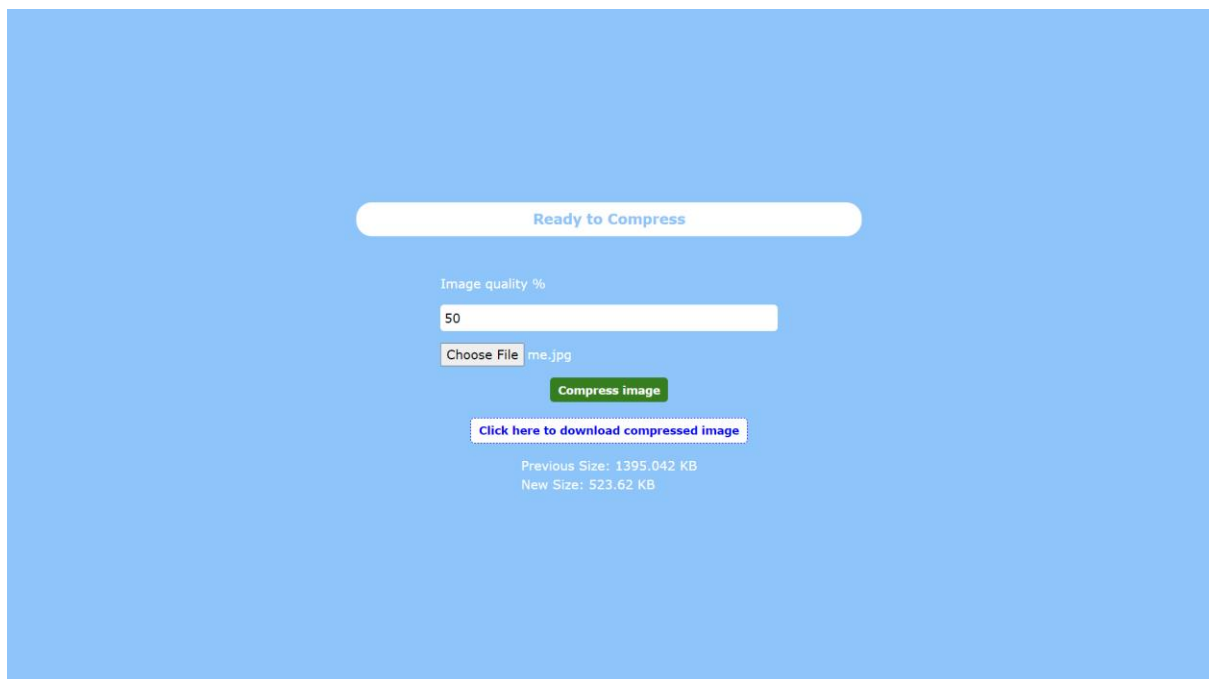 Ready to Compress
Image quality %
50
Choose File me.jpg
Compress image
Click here to download compressed image
Previous Size: 1395.042 KB
New Size: 523.62 KB